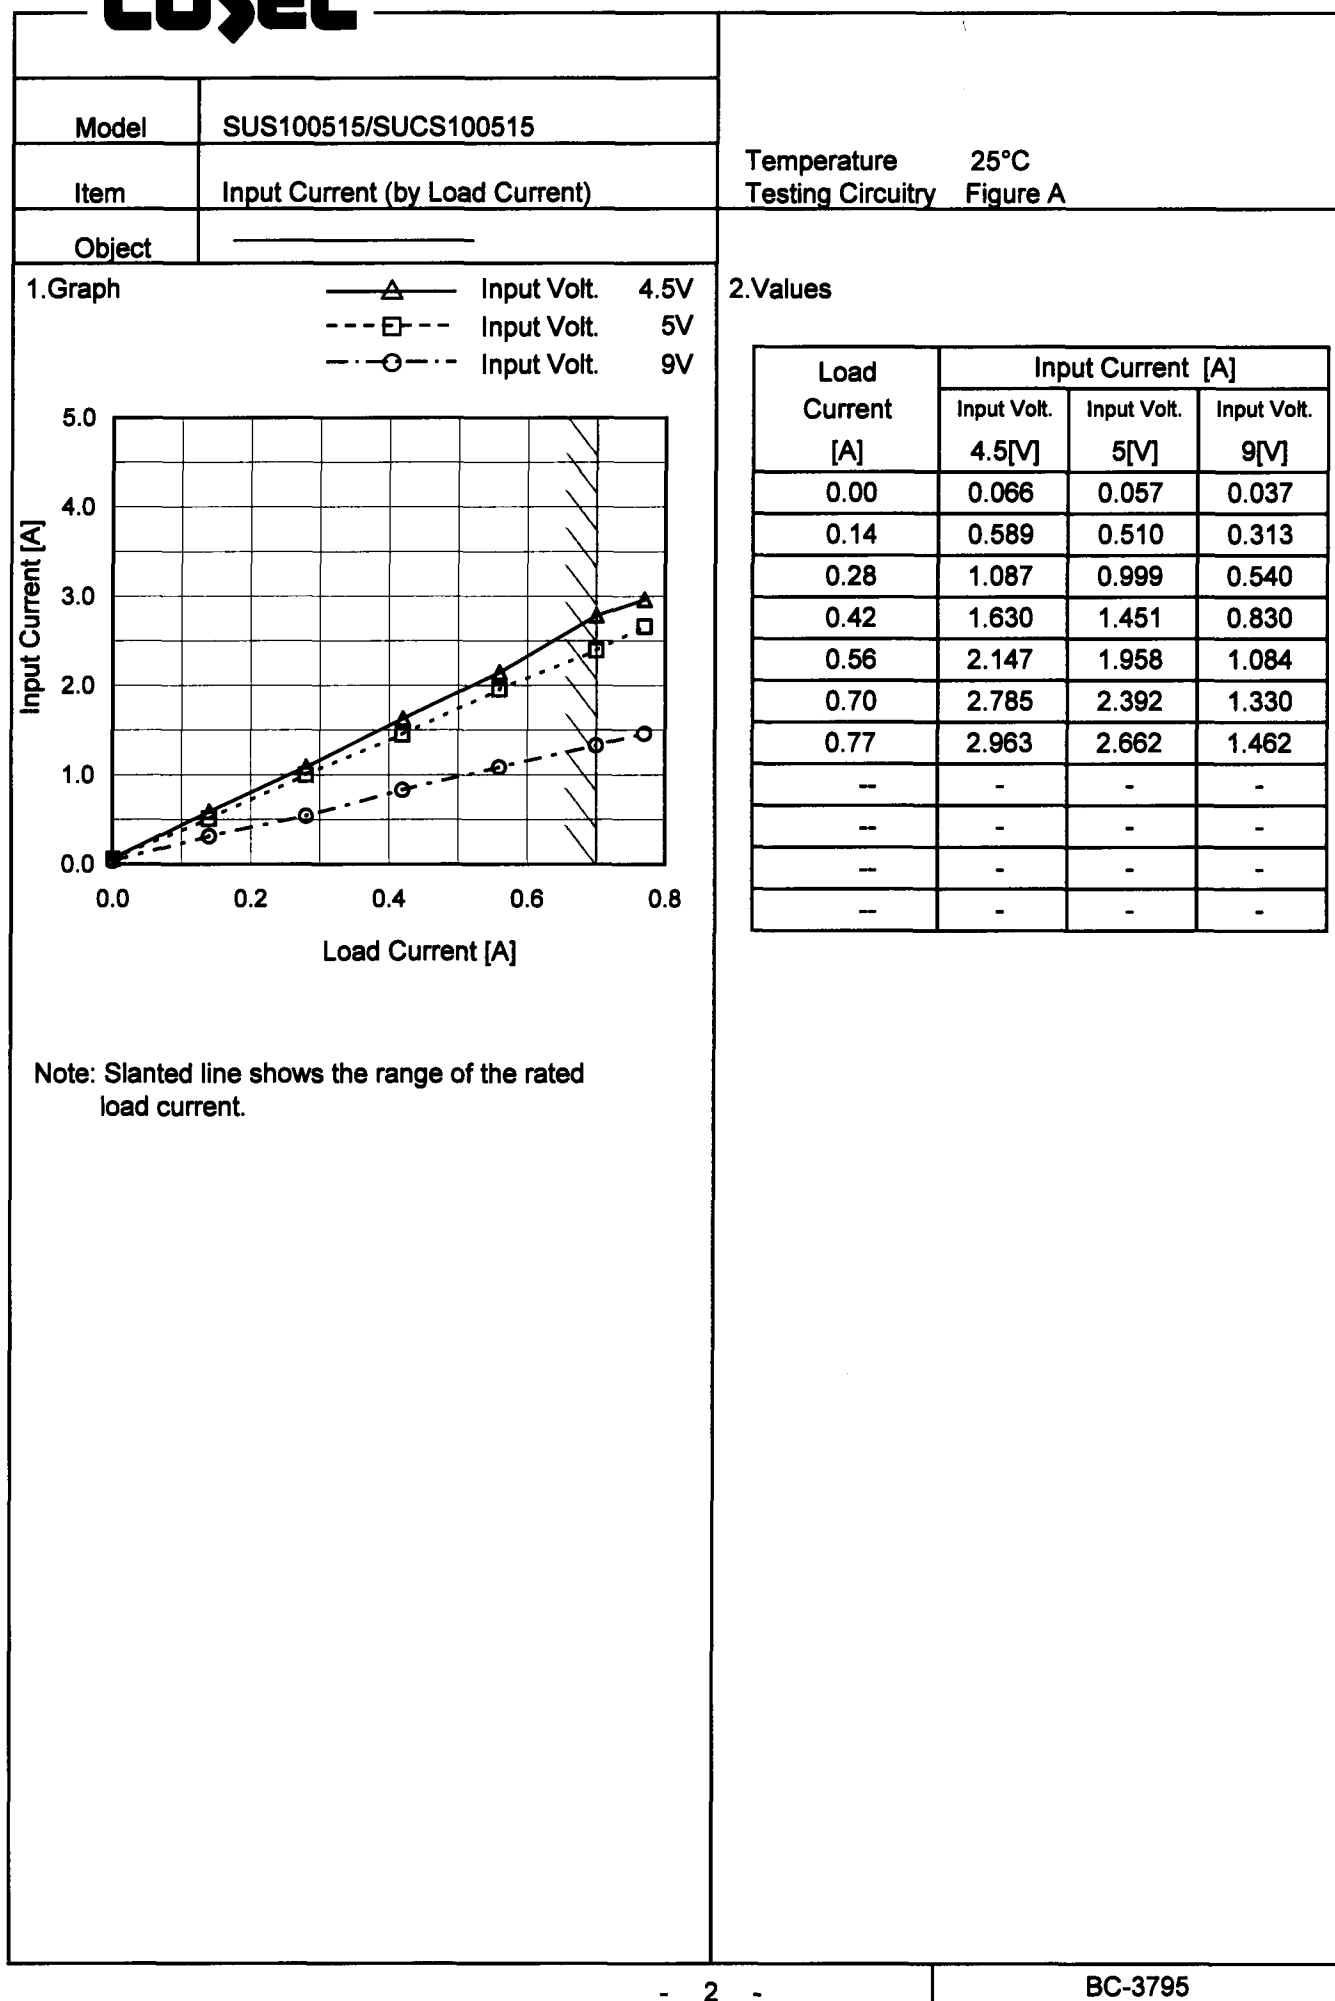 COSEL
Model SUS100515/SUCS100515
Item Input Current (by Load Current)
Object
Temperature 25°C
Testing Circuitry Figure A
1.Graph
Input Volt. 4.5V
Input Volt. 5V
Input Volt. 9V
Input Current [A]
5.0
4.0
3.0
2.0
1.0
0.0
0.0 0.2 0.4 0.6 0.8
Load Current [A]
Note: Slanted line shows the range of the rated
load current.
2.Values
Load Input Current [A]
Current Input Volt. Input Volt. Input Volt.
[A] 4.5[V] 5[V] 9[V]
0.00 0.066 0.057 0.037
0.14 0.589 0.510 0.313
0.28 1.087 0.999 0.540
0.42 1.630 1.451 0.830
0.56 2.147 1.958 1.084
0.70 2.785 2.392 1.330
0.77 2.963 2.662 1.462
-- - - -
-- - - -
-- - - -
-- - - -
- 2 -
BC-3795